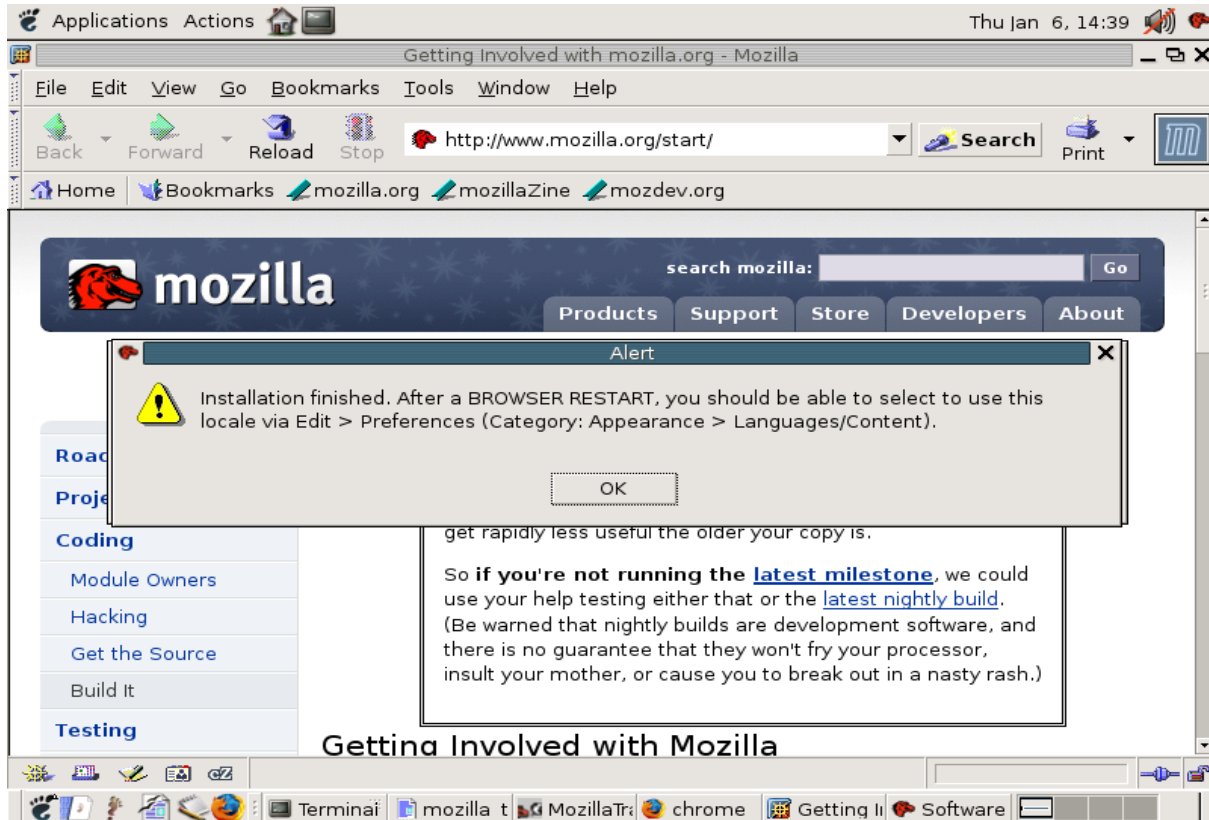 Applications Actions Thu Jan 6, 14:39
Getting Involved with mozilla.org - Mozilla
File Edit View Go Bookmarks Tools Window Help
Back Forward Reload Stop http://www.mozilla.org/start/ Search Print
Home Bookmarks mozilla.org mozillaZine mozdev.org
mozilla search mozilla: Go
Products Support Store Developers About
Alert
Installation finished. After a BROWSER RESTART, you should be able to select to use this
locale via Edit > Preferences (Category: Appearance > Languages/Content).
OK
Roac
Proje
Coding
Module Owners
Hacking
Get the Source
Build It
Testing
get rapidly less useful the older your copy is.
So if you're not running the latest milestone, we could
use your help testing either that or the latest nightly build.
(Be warned that nightly builds are development software, and
there is no guarantee that they won't fry your processor,
insult your mother, or cause you to break out in a nasty rash.)
Getting Involved with Mozilla
Terminal mozilla t MozillaTra chrome Getting In Software